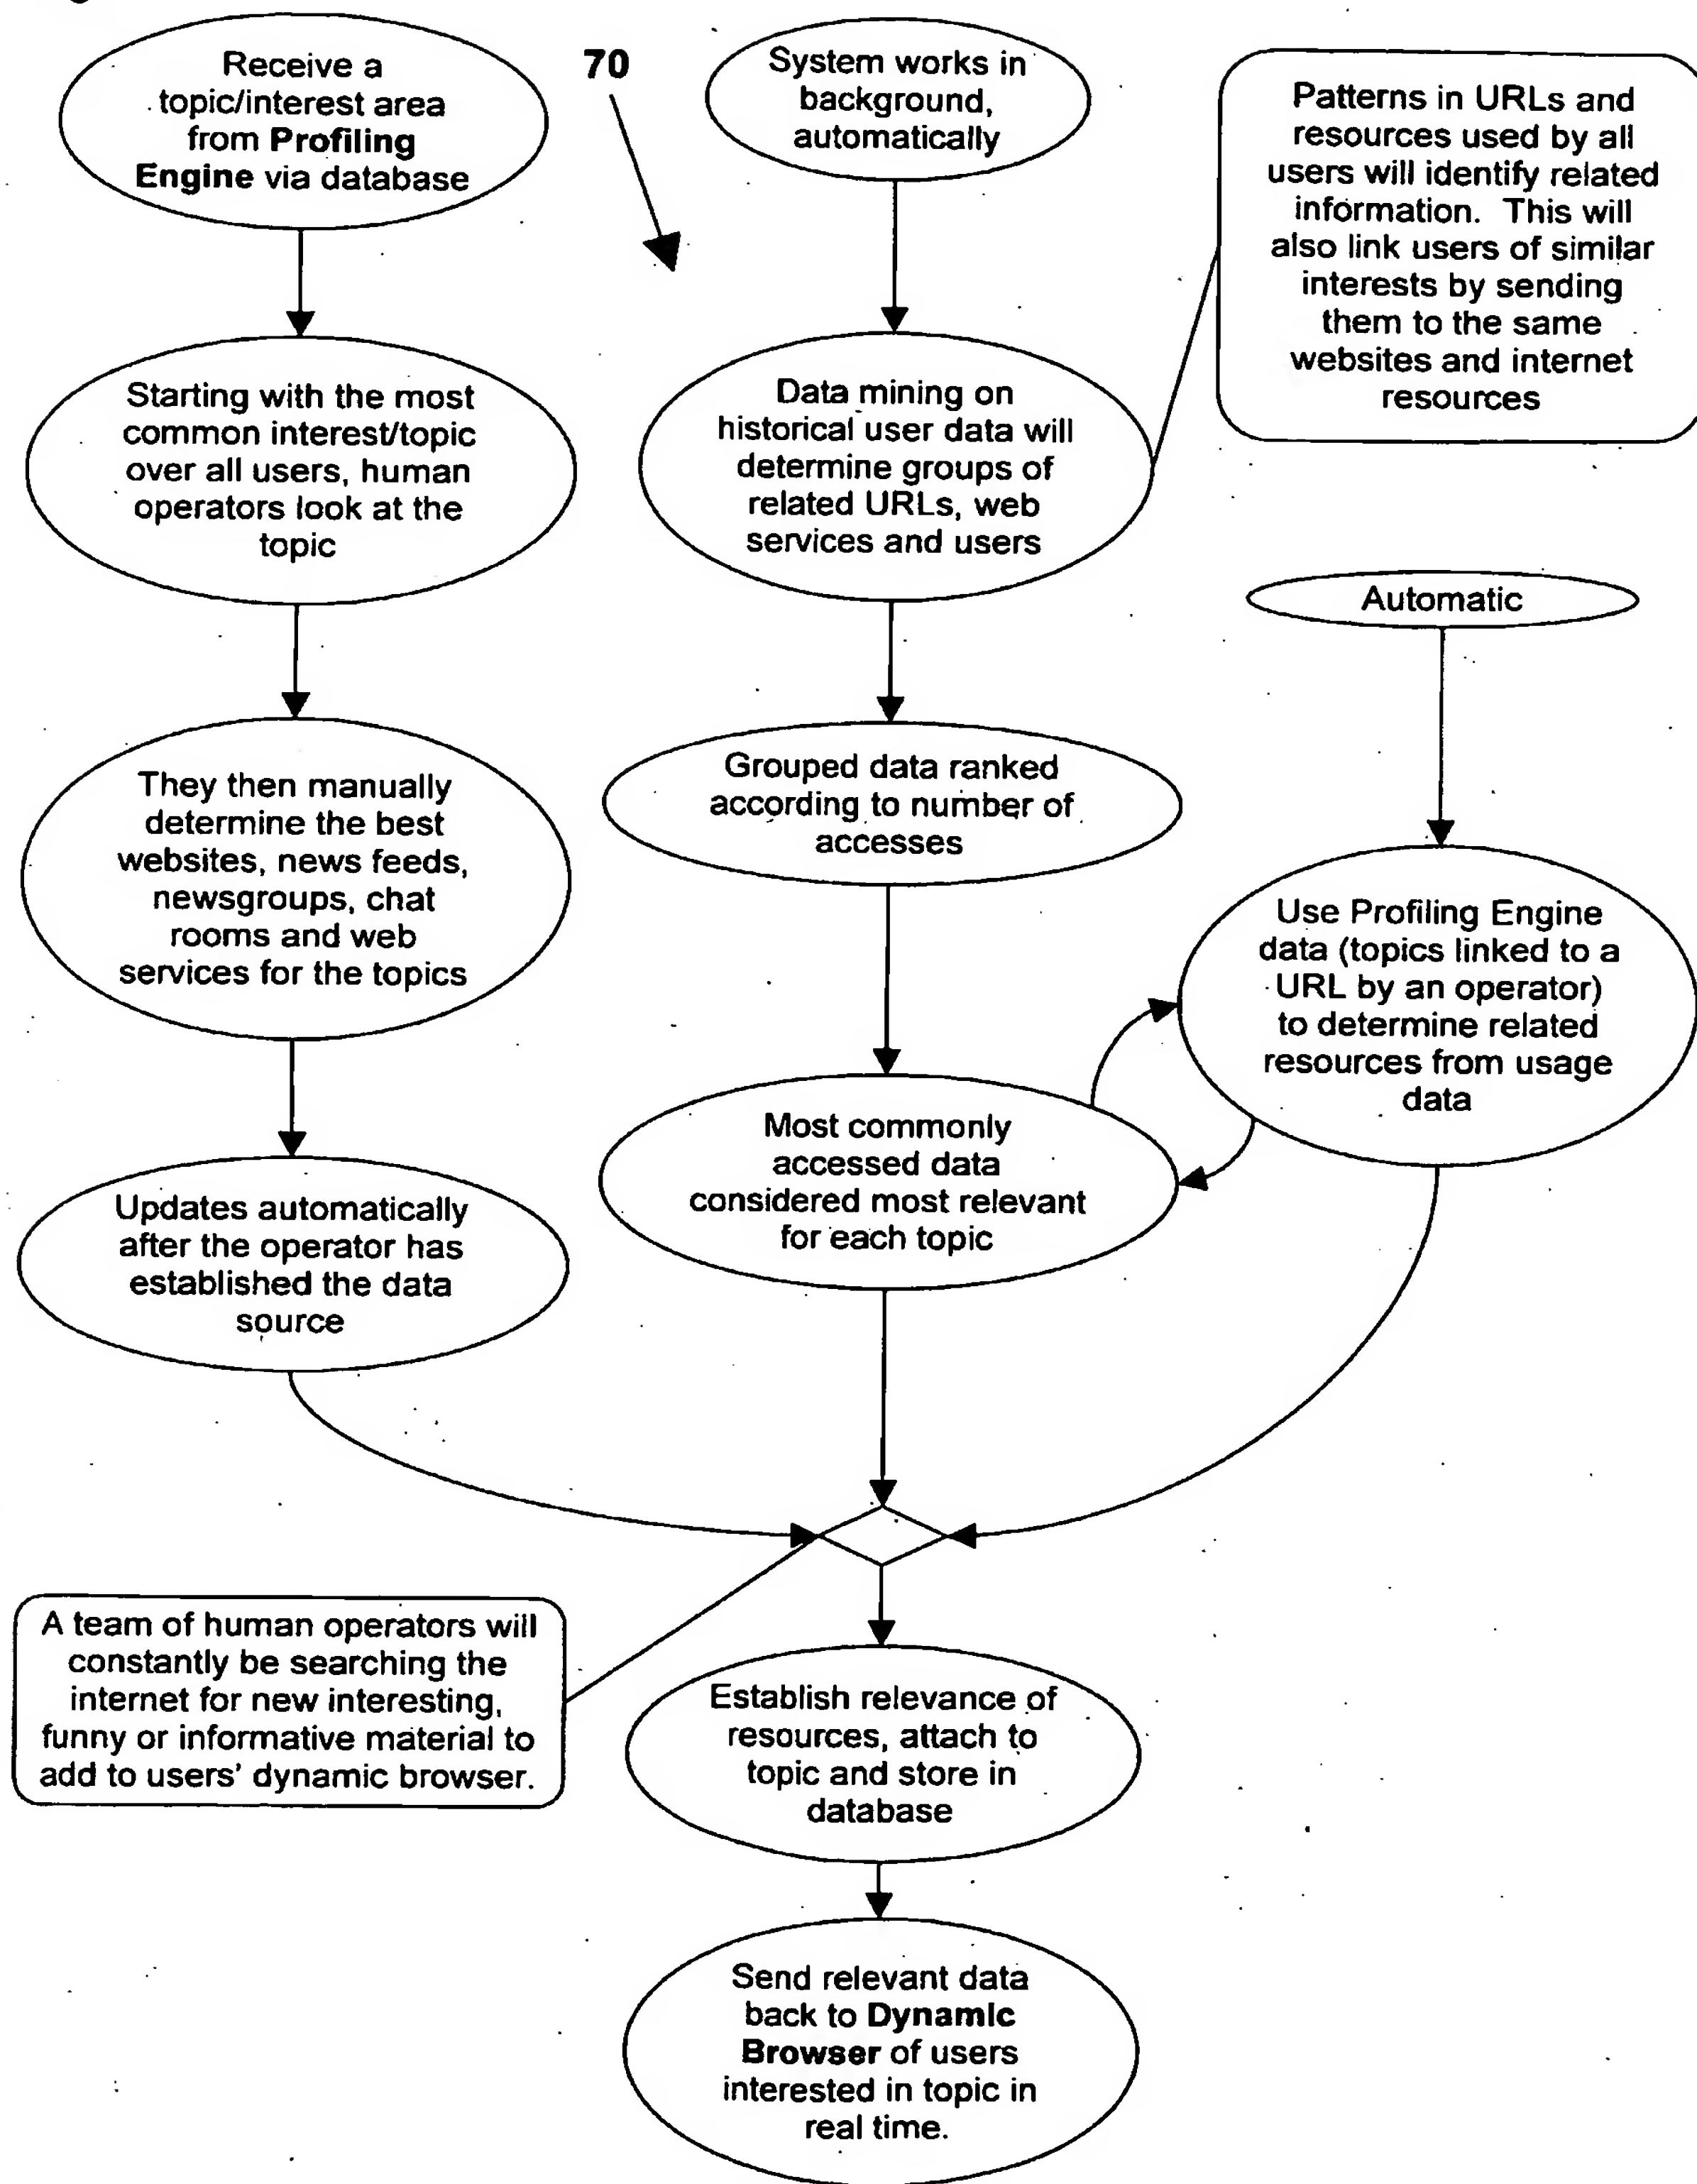 Receive a
topic/interest area
from Profiling
Engine via database
70
System works in
background,
automatically
Patterns in URLs and
resources used by all
users will identify related
information. This will
also link users of similar
interests by sending
them to the same
websites and internet
resources
Starting with the most
common interest/topic
over all users, human
operators look at the
topic
Data mining on
historical user data will
determine groups of
related URLs, web
services and users
Automatic
They then manually
determine the best
websites, news feeds,
newsgroups, chat
rooms and web
services for the topics
Grouped data ranked
according to number of
accesses
Use Profiling Engine
data (topics linked to a
URL by an operator)
to determine related
resources from usage
data
Most commonly
accessed data
considered most relevant
for each topic
Updates automatically
after the operator has
established the data
source
A team of human operators will
constantly be searching the
internet for new interesting,
funny or informative material to
add to users' dynamic browser.
Establish relevance of
resources, attach to
topic and store in
database
Send relevant data
back to Dynamic
Browser of users
interested in topic in
real time.